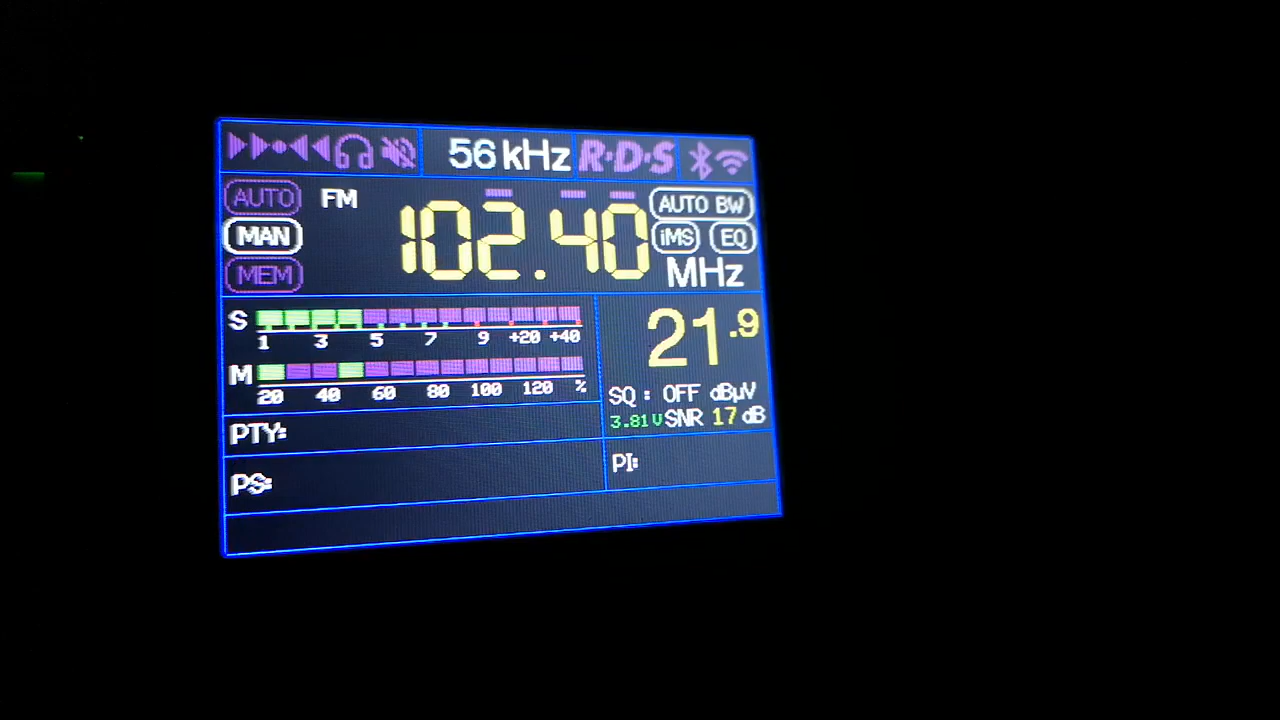 56 kHz R·D·S
AUTO FM AUTO BW
MAN 102.40 iMS EQ
MEM MHz
S 1 3 5 7 9 +20 +40
21.9
M 20 40 60 80 100 120 %
SQ : OFF dBµV
3.81V SNR 17 dB
PTY:
PI:
PS: